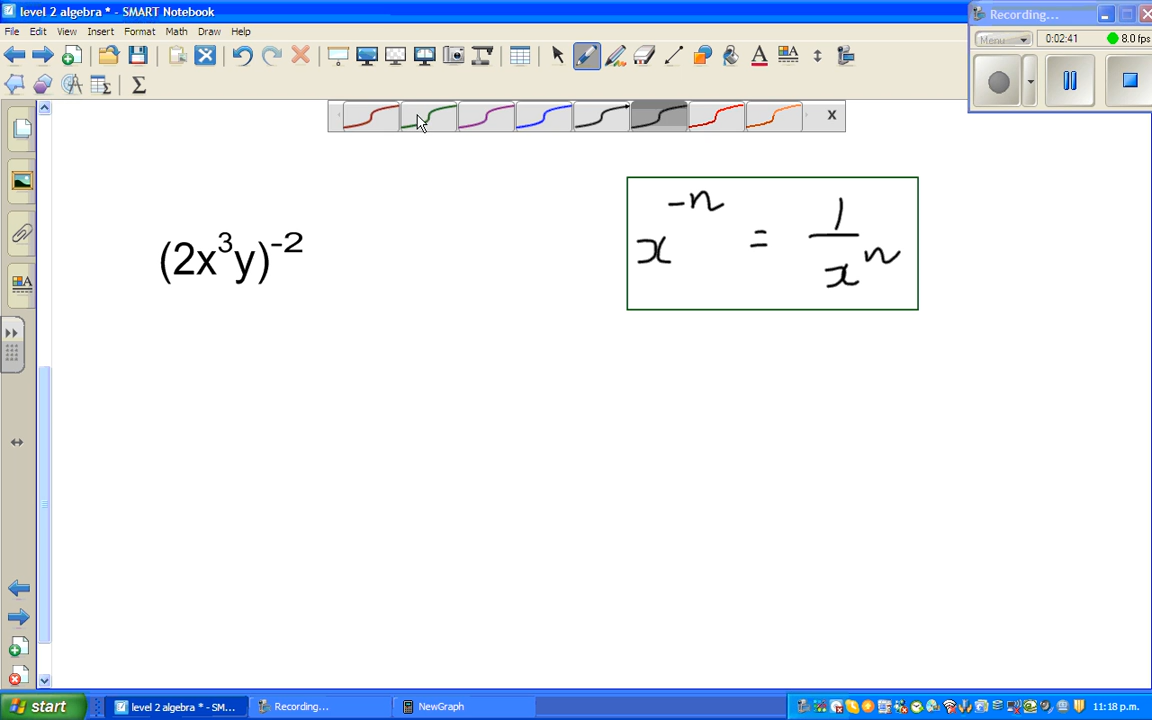 level 2 algebra * - SMART Notebook
Recording...
File Edit View Insert Format Math Draw Help
Menu 0:02:41 8.0 fps
x
(2x³y)⁻²
x⁻ⁿ = 1/xⁿ
start level 2 algebra * - SM... Recording... NewGraph 11:18 p.m.